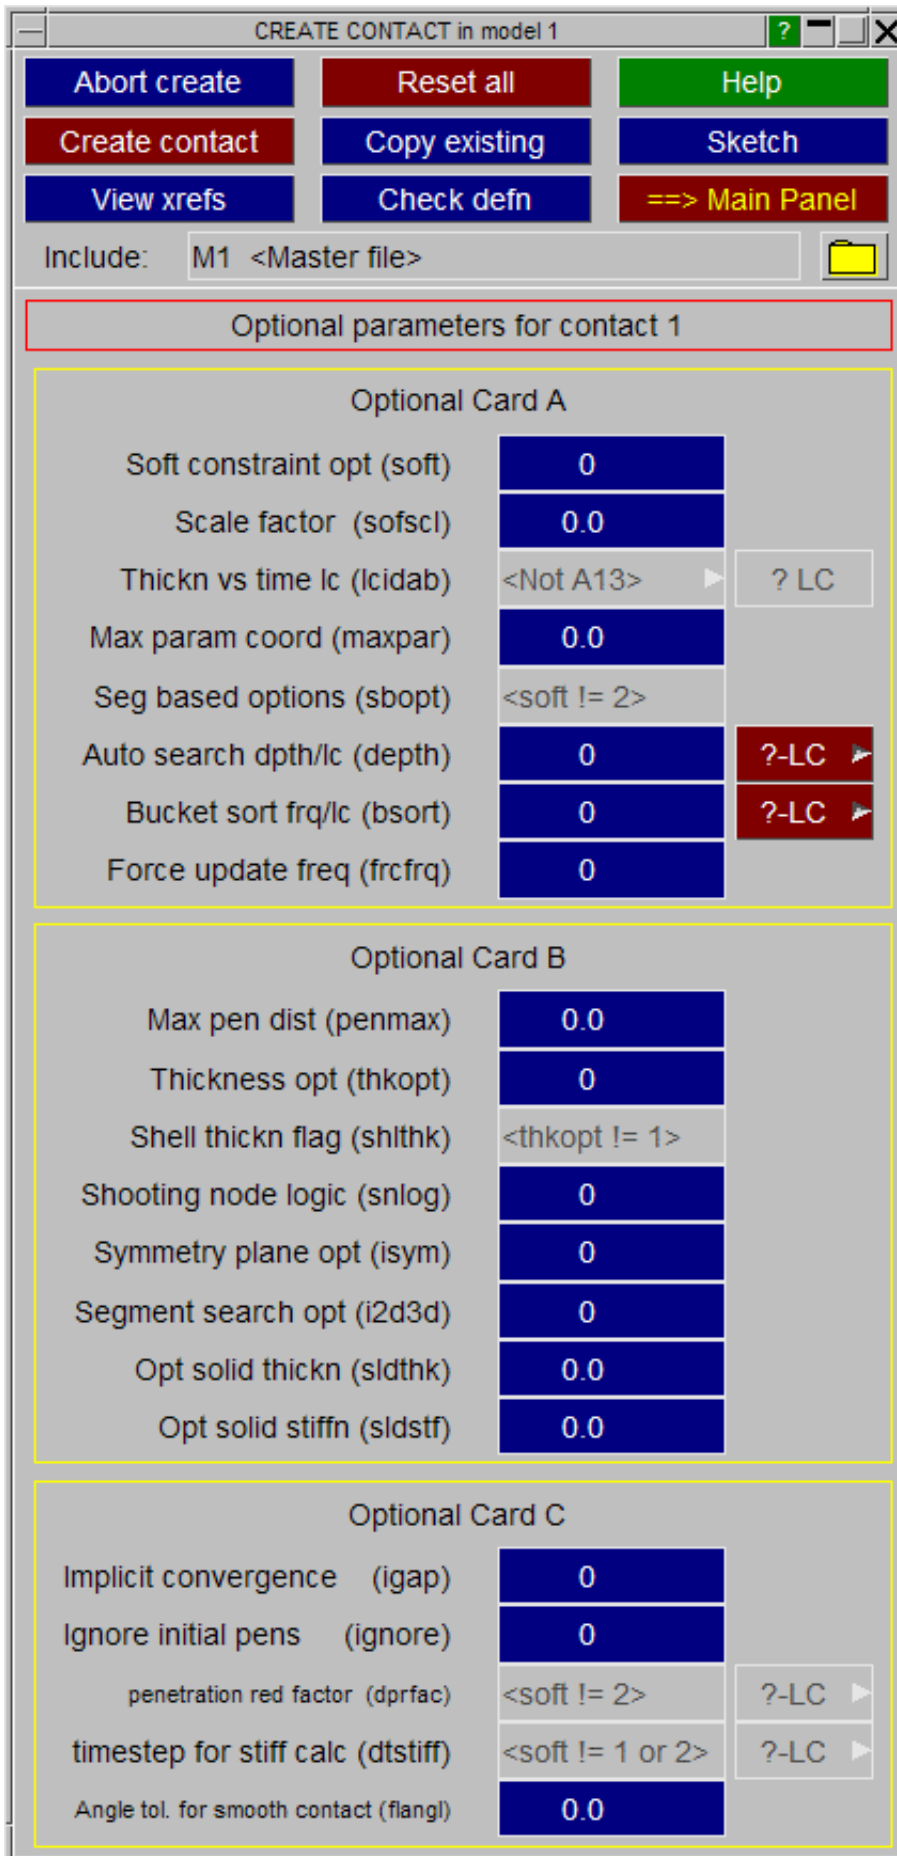 CREATE CONTACT in model 1 ?
Abort create Reset all Help
Create contact Copy existing Sketch
View xrefs Check defn ==> Main Panel
Include: M1 <Master file>
Optional parameters for contact 1
Optional Card A
Soft constraint opt (soft) 0
Scale factor (sofscl) 0.0
Thickn vs time lc (lcidab) <Not A13> ? LC
Max param coord (maxpar) 0.0
Seg based options (sbopt) <soft != 2>
Auto search dpth/lc (depth) 0 ?-LC
Bucket sort frq/lc (bsort) 0 ?-LC
Force update freq (frcfrq) 0
Optional Card B
Max pen dist (penmax) 0.0
Thickness opt (thkopt) 0
Shell thickn flag (shlthk) <thkopt != 1>
Shooting node logic (snlog) 0
Symmetry plane opt (isym) 0
Segment search opt (i2d3d) 0
Opt solid thickn (sldthk) 0.0
Opt solid stiffn (sldstf) 0.0
Optional Card C
Implicit convergence (igap) 0
Ignore initial pens (ignore) 0
penetration red factor (dprfac) <soft != 2> ?-LC
timestep for stiff calc (dtstiff) <soft != 1 or 2> ?-LC
Angle tol. for smooth contact (flangl) 0.0